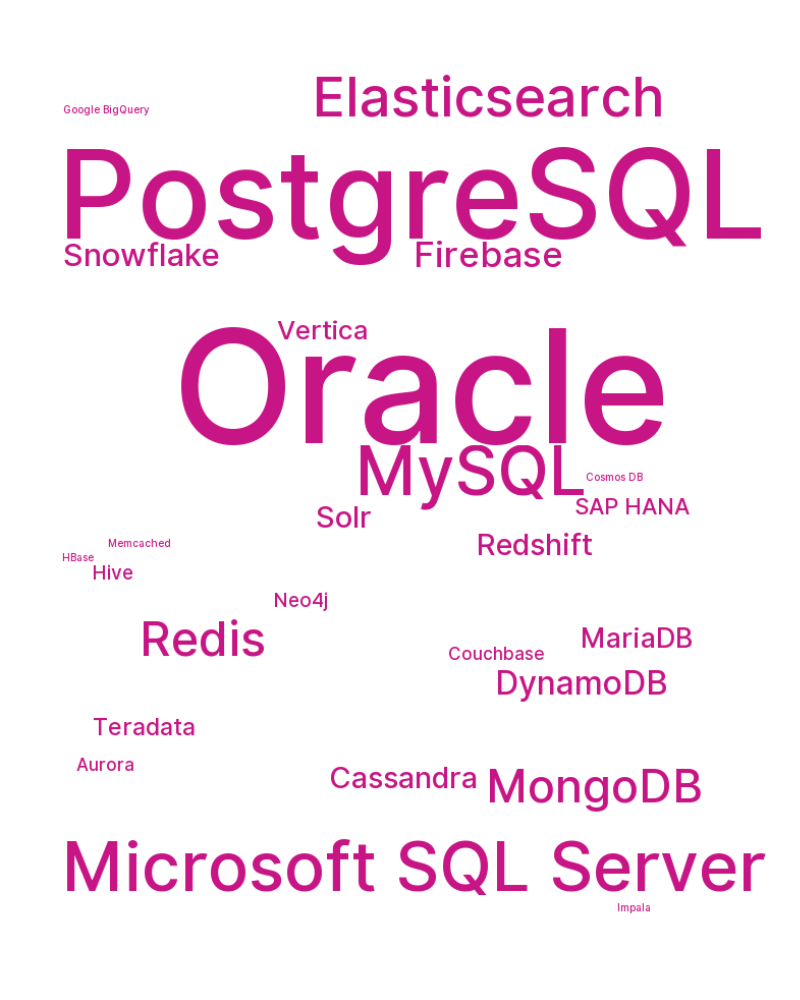 Elasticsearch
Google BigQuery
PostgreSQL
Snowflake
Firebase
Vertica
Oracle
MySQL
Cosmos DB
SAP HANA
Solr
Redshift
Memcached
HBase
Hive
Neo4j
Redis
MariaDB
Couchbase
DynamoDB
Teradata
Aurora
Cassandra
MongoDB
Microsoft SQL Server
Impala